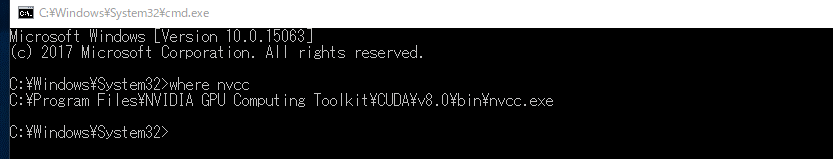 C:¥Windows¥System32¥cmd.exe
Microsoft Windows [Version 10.0.15063]
(c) 2017 Microsoft Corporation. All rights reserved.
C:¥Windows¥System32>where nvcc
C:¥Program Files¥NVIDIA GPU Computing Toolkit¥CUDA¥v8.0¥bin¥nvcc.exe
C:¥Windows¥System32>